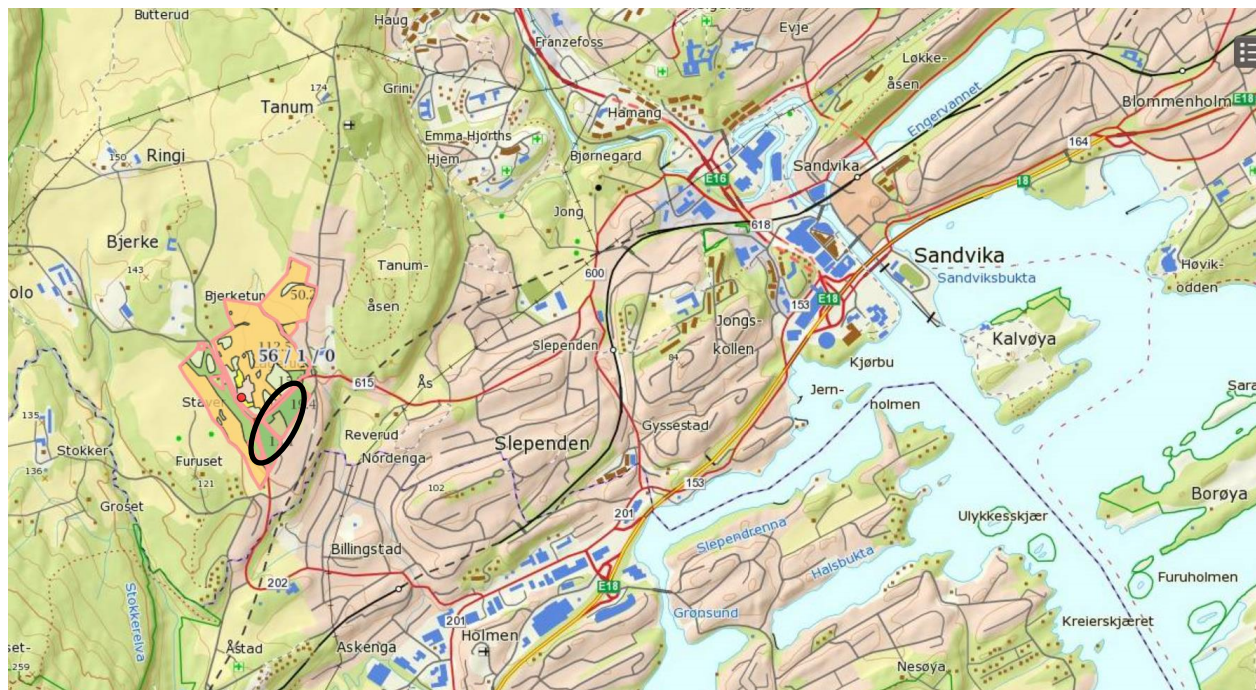 Butterud
Haug
Franzefoss
Evje
Løkke-
åsen
Tanum
174
Grini
Hamang
Engervannet
Blommenholm
E18
150
Ringi
Emma Hjorths
Hjem
Bjørnegard
Sandvika
164
E16
18
Jong
618
Bjerke
143
Tanum-
åsen
600
Sandvika
Sandviksbukta
Høvik-
odden
olo
Bjerketun
50.
153
E18
Jongs-
kollen
Kalvøya
56 / 1 / 0
Slependen
84
Kjørbu
615
Ås
Jern-
holmen
Sara
Stave
135
Reverud
Gyssestad
Stokker
Nordenga
Slependen
136
Furuset
121
102
153
Borøya
Groset
201
Ulykkesskjær
Slependrenna
Billingstad
Halsbukta
Furuholmen
202
E18
Stokkerelva
Grønsund
Kreierskjæret
201
Holmen
Åstad
Askenga
set-
259
Nesøya